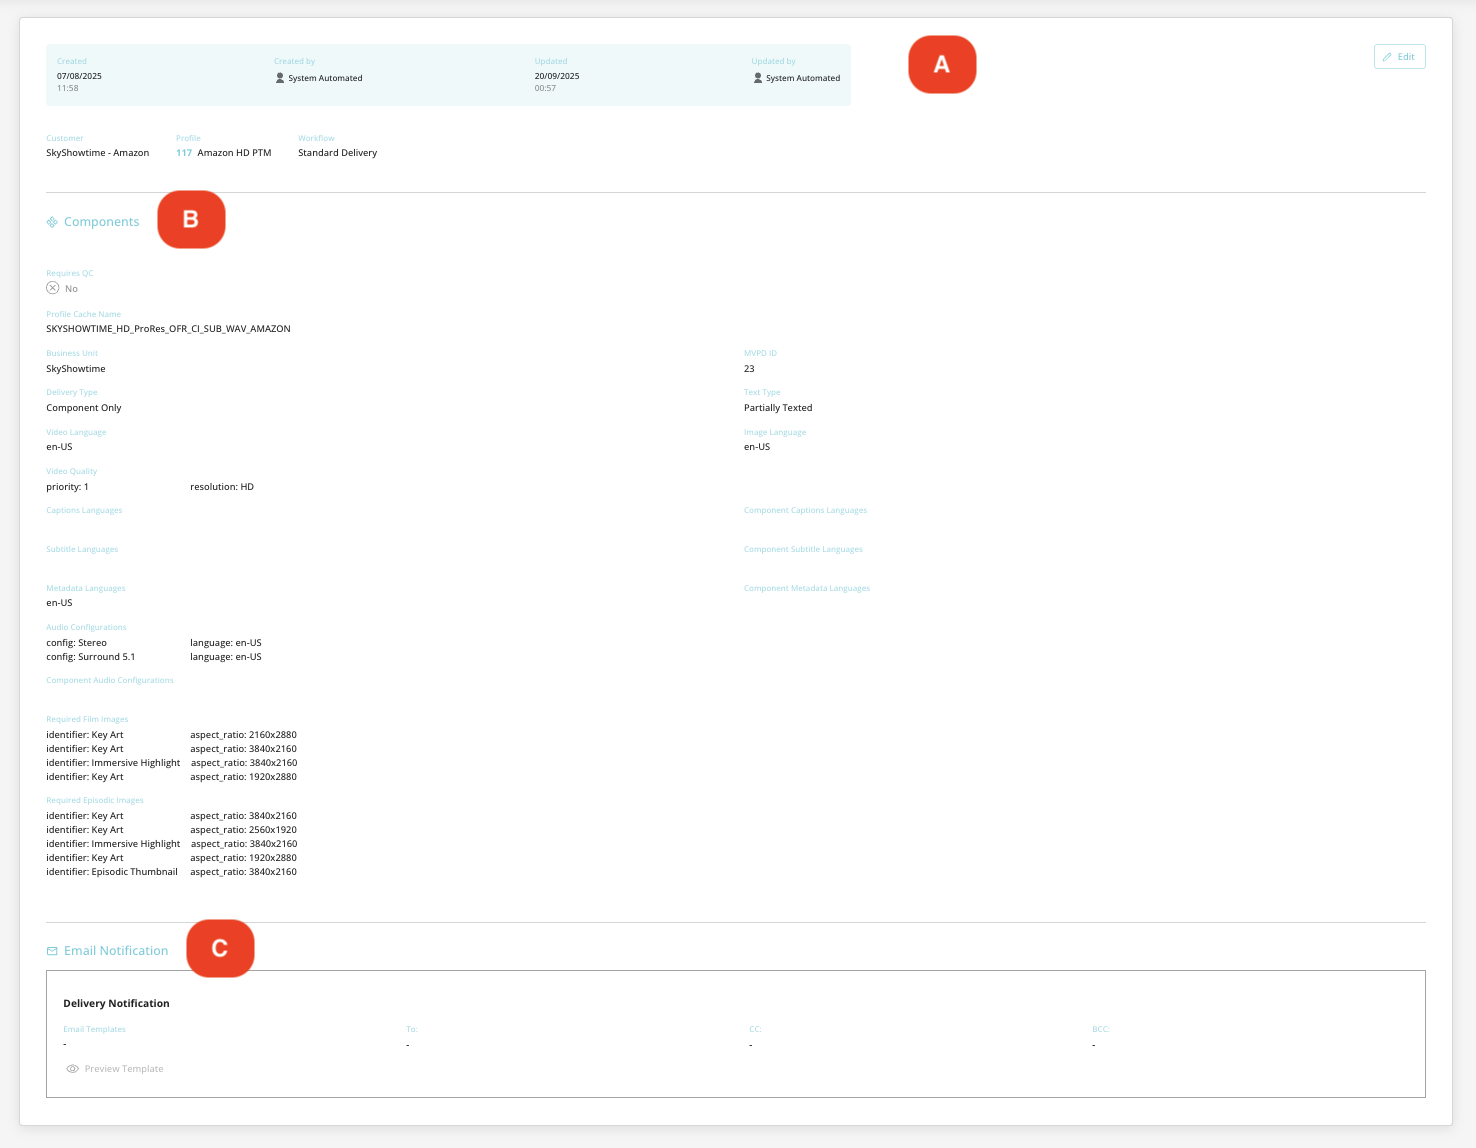 Created Created by Updated Updated by
07/08/2025 System Automated 20/09/2025 System Automated
11:58 00:57
A
Edit
Customer Profile Workflow
SkyShowtime - Amazon 117 Amazon HD PTM Standard Delivery
Components
B
Requires QC
No
Profile Cache Name
SKYSHOWTIME_HD_ProRes_OFR_CI_SUB_WAV_AMAZON
Business Unit MVPD ID
SkyShowtime 23
Delivery Type Text Type
Component Only Partially Texted
Video Language Image Language
en-US en-US
Video Quality
priority: 1 resolution: HD
Captions Languages Component Captions Languages
Subtitle Languages Component Subtitle Languages
Metadata Languages Component Metadata Languages
en-US
Audio Configurations
config: Stereo language: en-US
config: Surround 5.1 language: en-US
Component Audio Configurations
Required Film Images
identifier: Key Art aspect_ratio: 2160x2880
identifier: Key Art aspect_ratio: 3840x2160
identifier: Immersive Highlight aspect_ratio: 3840x2160
identifier: Key Art aspect_ratio: 1920x2880
Required Episodic Images
identifier: Key Art aspect_ratio: 3840x2160
identifier: Key Art aspect_ratio: 2560x1920
identifier: Immersive Highlight aspect_ratio: 3840x2160
identifier: Key Art aspect_ratio: 1920x2880
identifier: Episodic Thumbnail aspect_ratio: 3840x2160
Email Notification
C
Delivery Notification
Email Templates To: CC: BCC:
- - - -
Preview Template